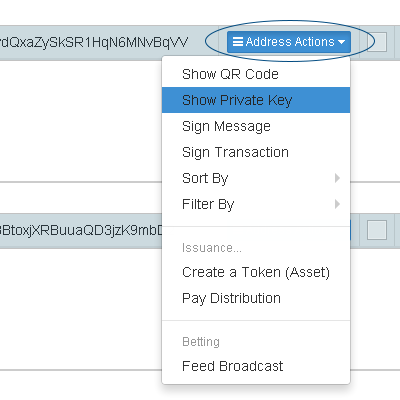 dQxaZySkSR1HqN6MNvBqVV
Address Actions
Show QR Code
Show Private Key
Sign Message
Sign Transaction
Sort By
Filter By
Issuance...
Create a Token (Asset)
BtoxjXRBuuaQD3jzK9mbD
Pay Distribution
Betting
Feed Broadcast